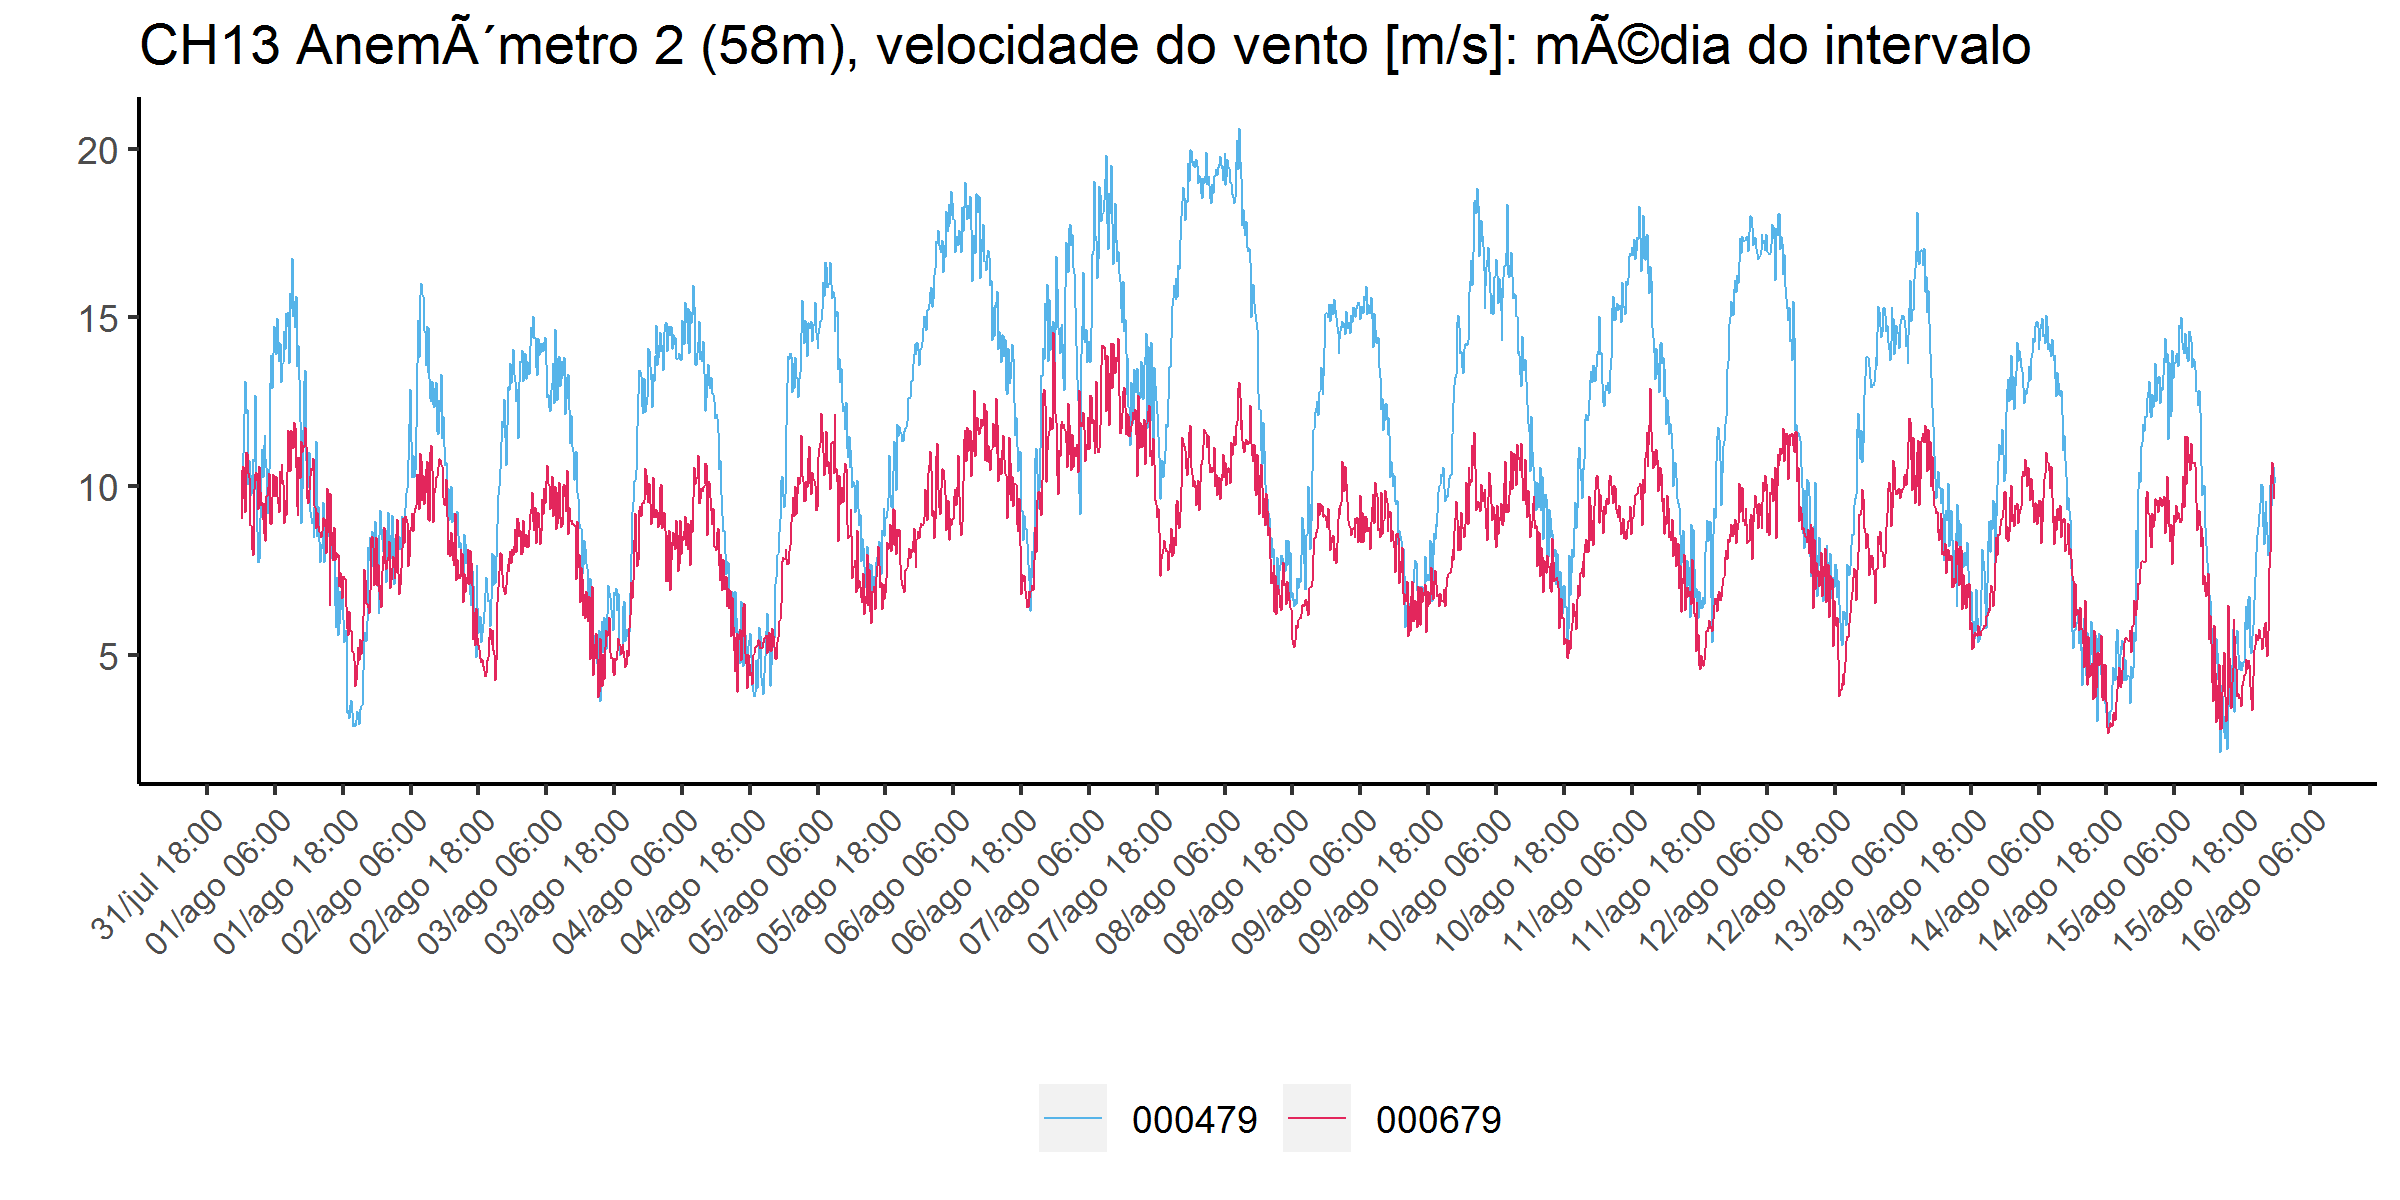 CH13 AnemÃ´metro 2 (58m), velocidade do vento [m/s]: mÃ©dia do intervalo
20
15
10
5
31/jul 18:00
01/ago 06:00
01/ago 18:00
02/ago 06:00
02/ago 18:00
03/ago 06:00
03/ago 18:00
04/ago 06:00
04/ago 18:00
05/ago 06:00
05/ago 18:00
06/ago 06:00
06/ago 18:00
07/ago 06:00
07/ago 18:00
08/ago 06:00
08/ago 18:00
09/ago 06:00
09/ago 18:00
10/ago 06:00
10/ago 18:00
11/ago 06:00
11/ago 18:00
12/ago 06:00
12/ago 18:00
13/ago 06:00
13/ago 18:00
14/ago 06:00
14/ago 18:00
15/ago 06:00
15/ago 18:00
16/ago 06:00
000479 000679